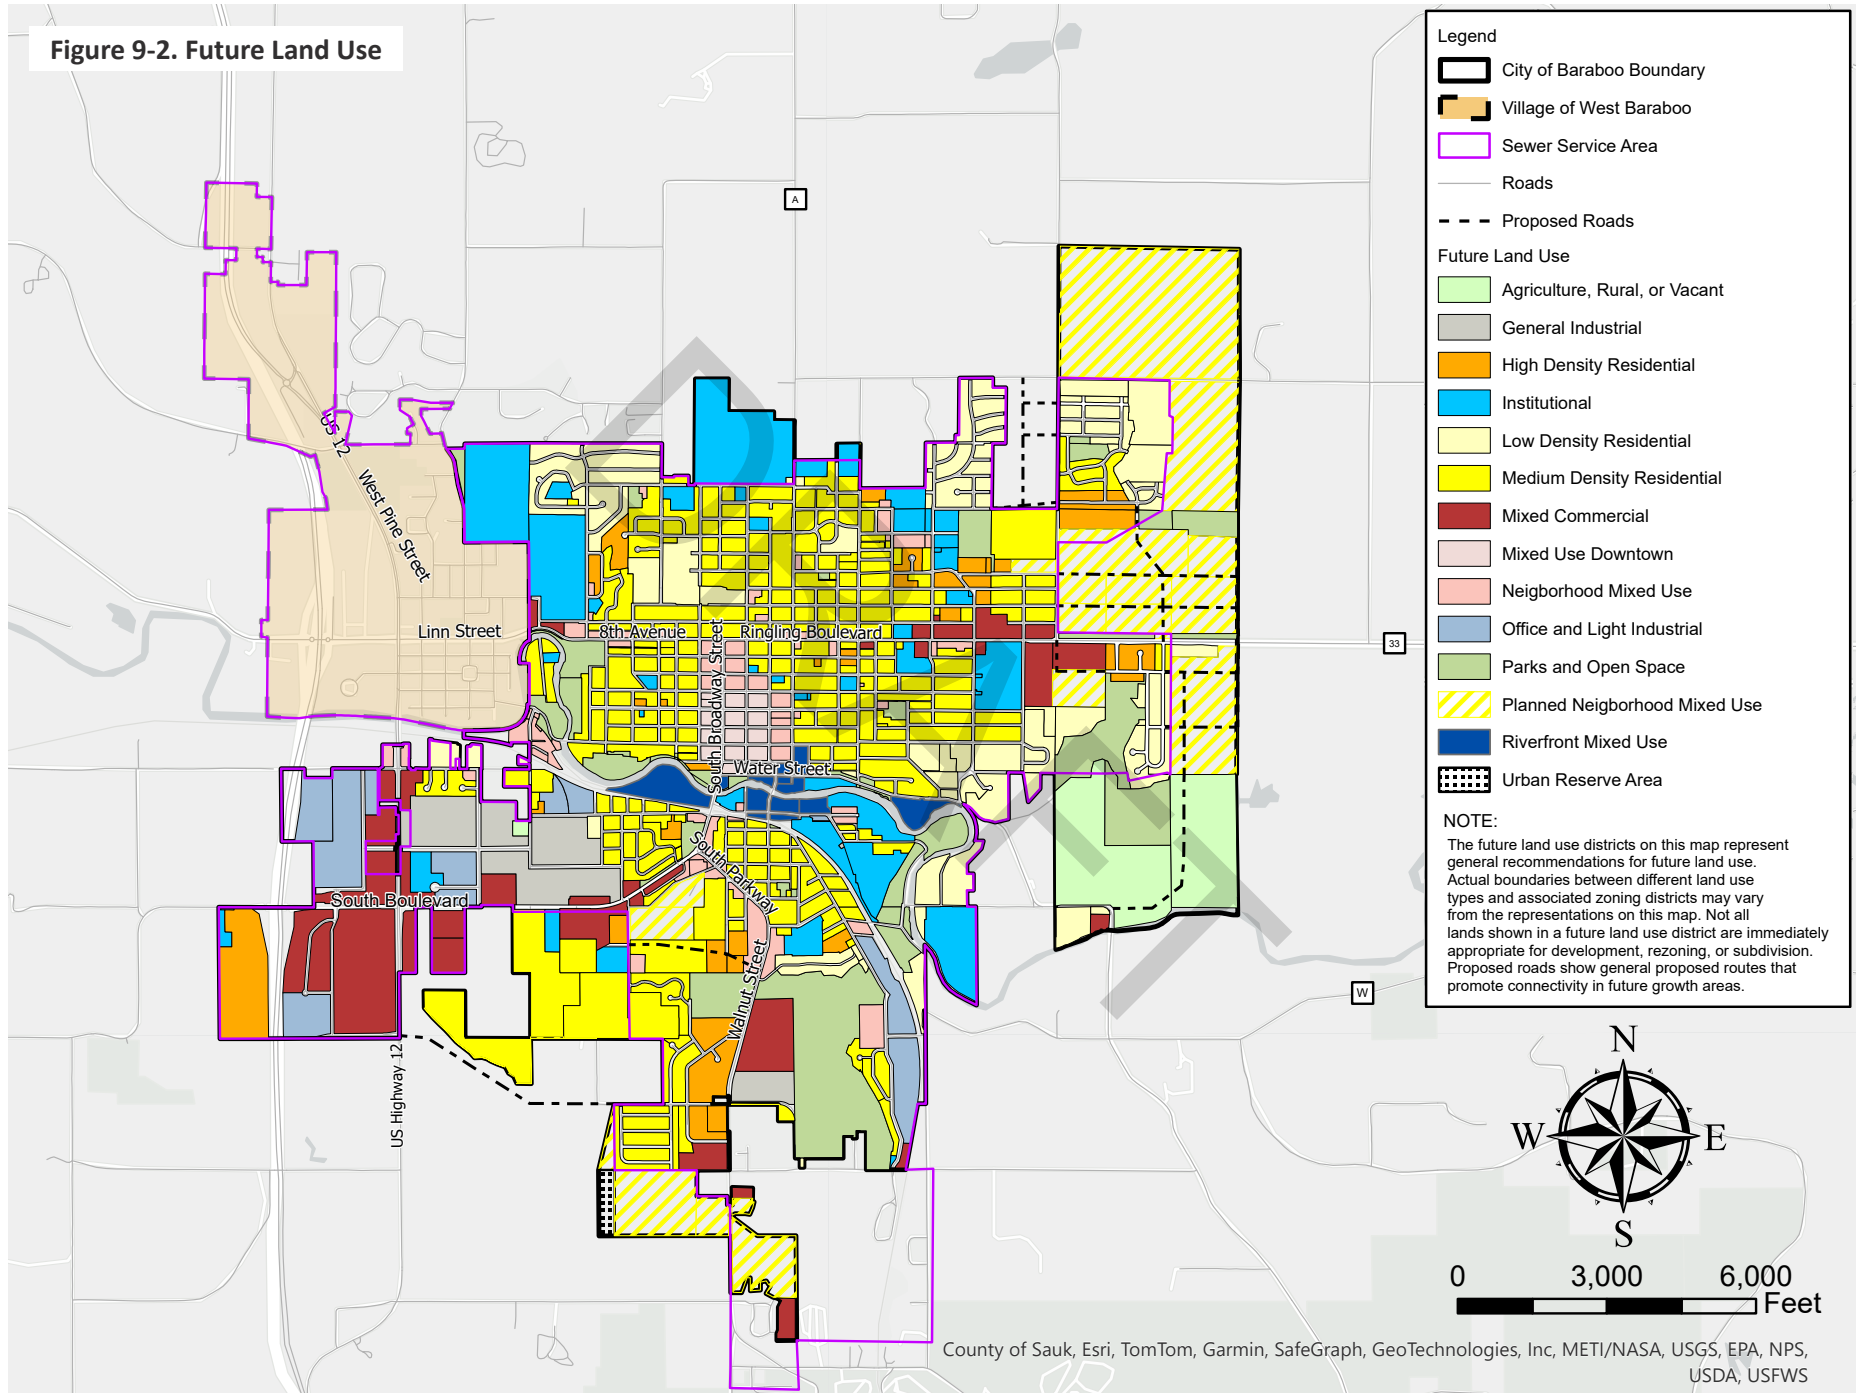 Figure 9-2. Future Land Use
Legend
City of Baraboo Boundary
Village of West Baraboo
Sewer Service Area
Roads
Proposed Roads
Future Land Use
Agriculture, Rural, or Vacant
General Industrial
High Density Residential
Institutional
Low Density Residential
Medium Density Residential
Mixed Commercial
Mixed Use Downtown
Neigborhood Mixed Use
Office and Light Industrial
Parks and Open Space
Planned Neigborhood Mixed Use
Riverfront Mixed Use
Urban Reserve Area
NOTE:
The future land use districts on this map represent
general recommendations for future land use.
Actual boundaries between different land use
types and associated zoning districts may vary
from the representations on this map. Not all
lands shown in a future land use district are immediately
appropriate for development, rezoning, or subdivision.
Proposed roads show general proposed routes that
promote connectivity in future growth areas.
A
US 12
West Pine Street
Linn Street
8th Avenue
South Broadway Street
Ringling Boulevard
33
Water Street
South Parkway
South Boulevard
Walnut Street
US Highway 12
W
DRAFT
N
W
E
S
0 3,000 6,000
Feet
County of Sauk, Esri, TomTom, Garmin, SafeGraph, GeoTechnologies, Inc, METI/NASA, USGS, EPA, NPS,
USDA, USFWS